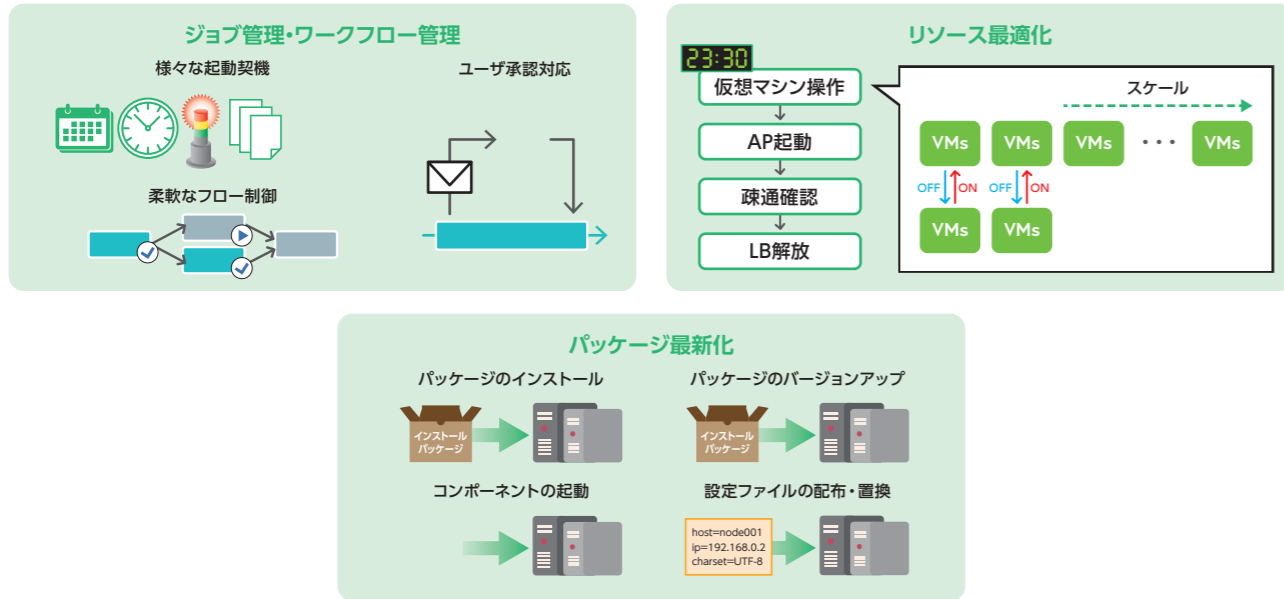 ジョブ管理・ワークフロー管理
様々な起動契機
ユーザ承認対応
柔軟なフロー制御
リソース最適化
23:30
仮想マシン操作
AP起動
疎通確認
LB解放
スケール
VMs VMs VMs ・・・ VMs
OFF ON OFF ON
VMs VMs
パッケージ最新化
パッケージのインストール
インストール
パッケージ
パッケージのバージョンアップ
インストール
パッケージ
コンポーネントの起動
設定ファイルの配布・置換
host=node001
ip=192.168.0.2
charset=UTF-8